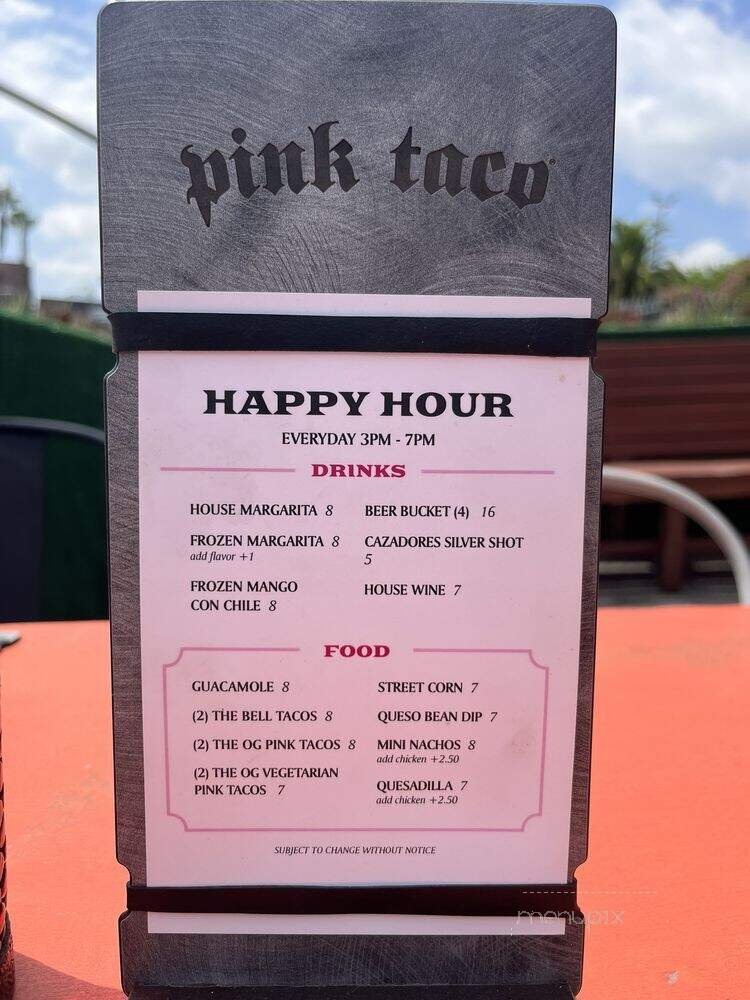 pink taco
HAPPY HOUR
EVERYDAY 3PM - 7PM
DRINKS
HOUSE MARGARITA 8
FROZEN MARGARITA 8
add flavor +1
FROZEN MANGO
CON CHILE 8
BEER BUCKET (4) 16
CAZADORES SILVER SHOT
5
HOUSE WINE 7
FOOD
GUACAMOLE 8
(2) THE BELL TACOS 8
(2) THE OG PINK TACOS 8
(2) THE OG VEGETARIAN
PINK TACOS 7
STREET CORN 7
QUESO BEAN DIP 7
MINI NACHOS 8
add chicken +2.50
QUESADILLA 7
add chicken +2.50
SUBJECT TO CHANGE WITHOUT NOTICE
menupix